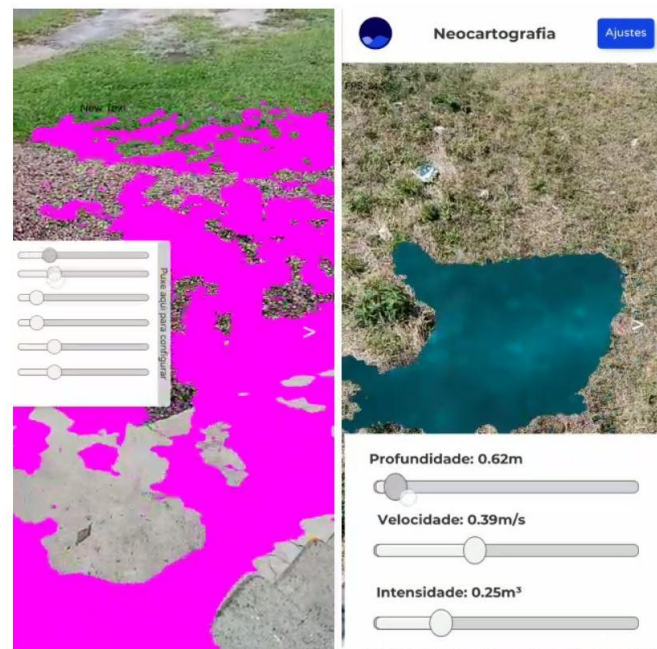 New Text
Puxe aqui para configurar
>
Neocartografia
Ajustes
>
Profundidade: 0.62m
Velocidade: 0.39m/s
Intensidade: 0.25m³